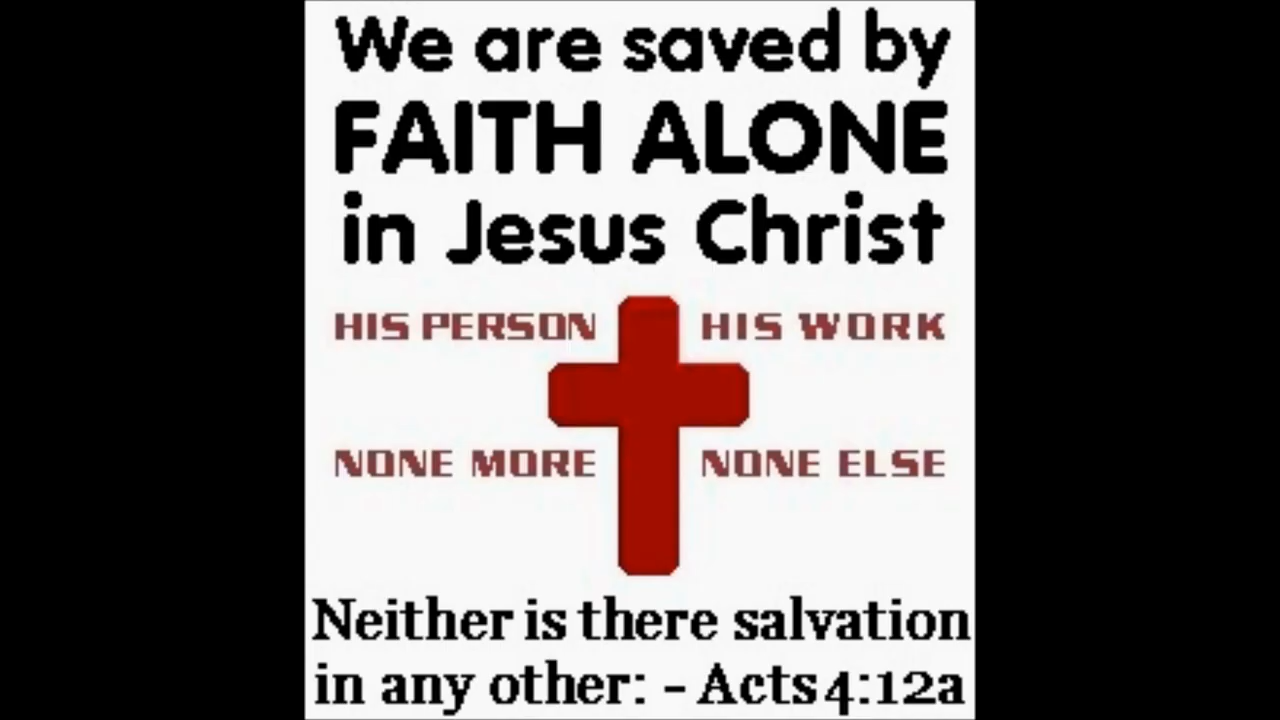 We are saved by
FAITH ALONE
in Jesus Christ
HIS PERSON HIS WORK
NONE MORE NONE ELSE
Neither is there salvation
in any other: - Acts 4:12a